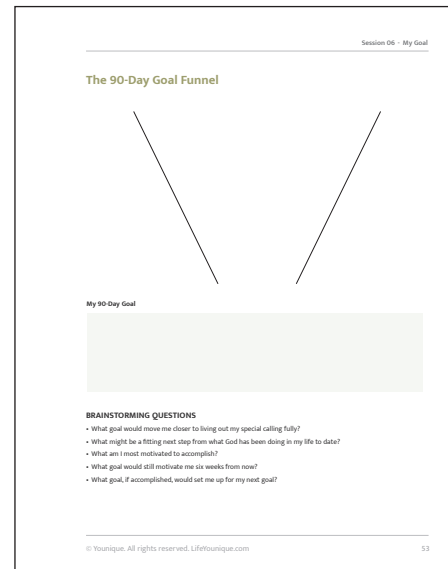 Session 06 - My Goal
The 90-Day Goal Funnel
My 90-Day Goal
BRAINSTORMING QUESTIONS
• What goal would move me closer to living out my special calling fully?
• What might be a fitting next step from what God has been doing in my life to date?
• What am I most motivated to accomplish?
• What goal would still motivate me six weeks from now?
• What goal, if accomplished, would set me up for my next goal?
© Younique. All rights reserved. LifeYounique.com 53